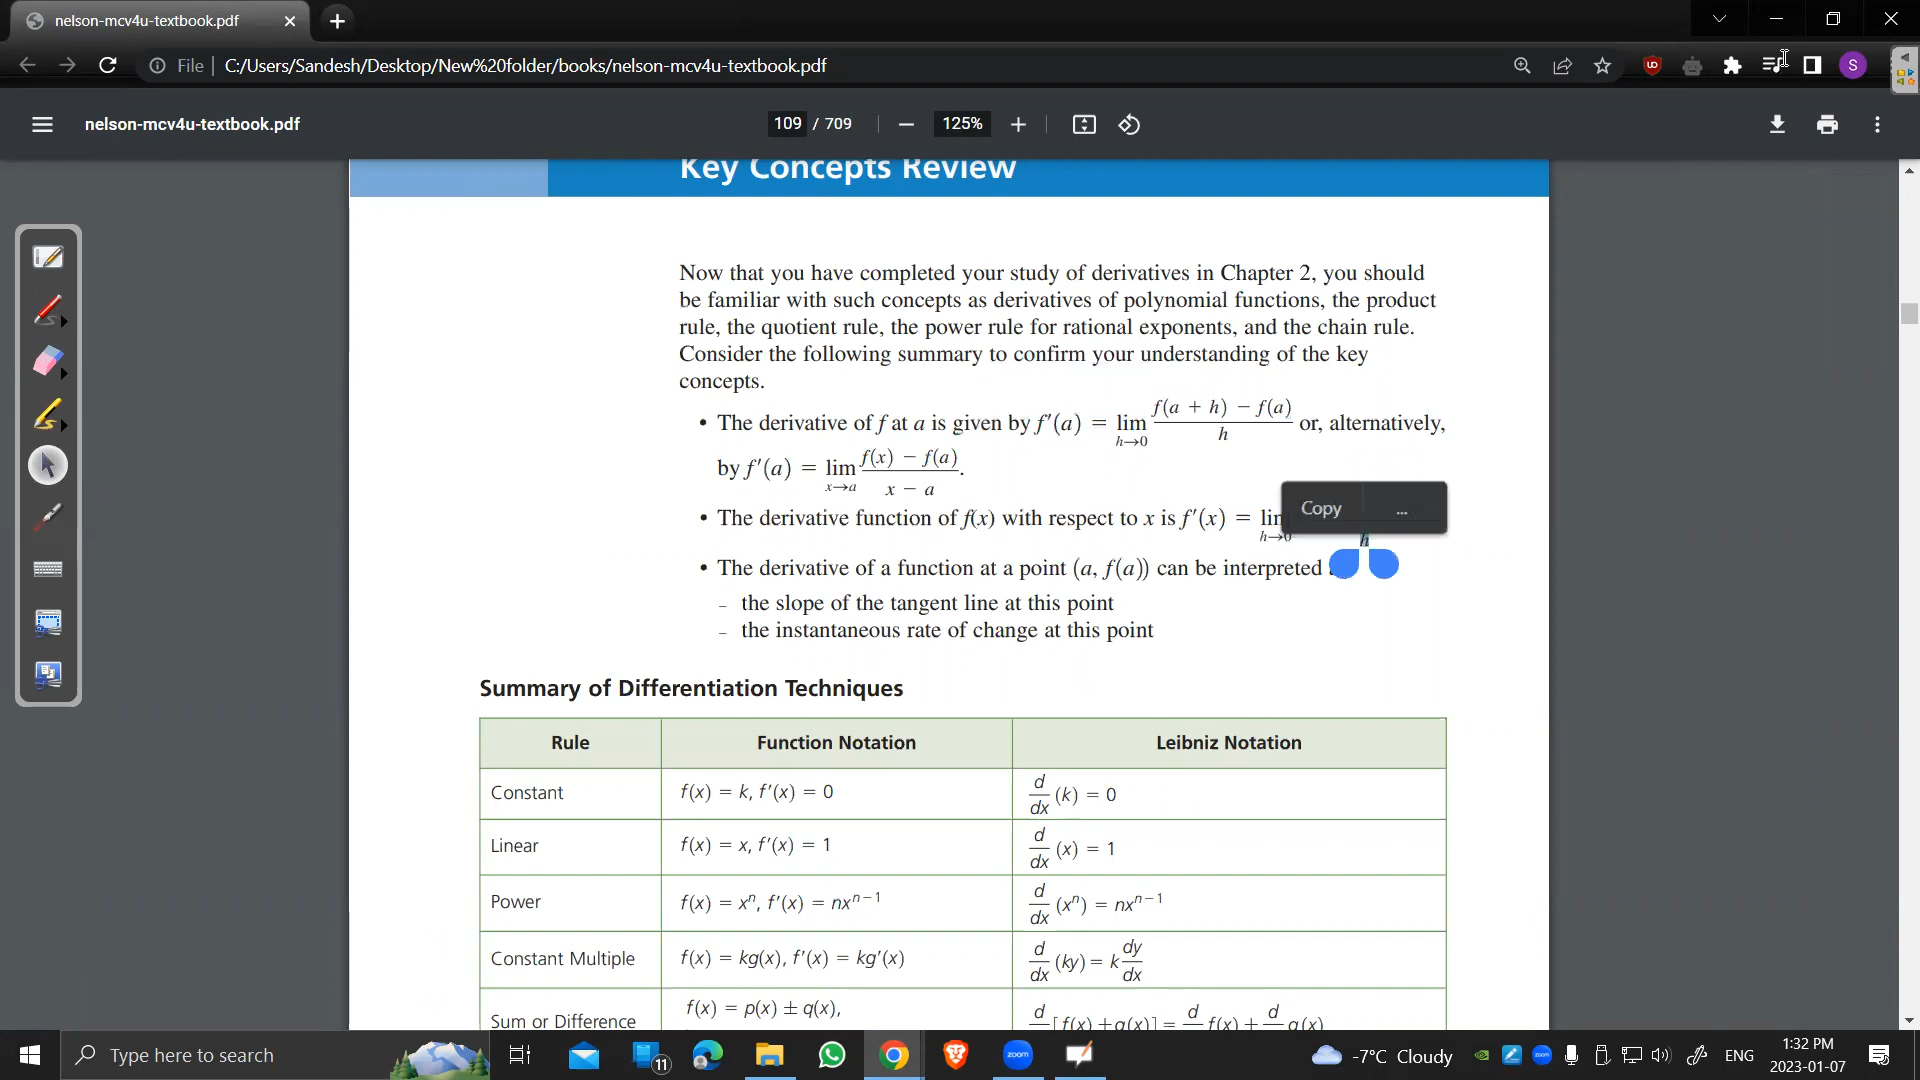 nelson-mcv4u-textbook.pdf
File | C:/Users/Sandesh/Desktop/New%20folder/books/nelson-mcv4u-textbook.pdf
S
nelson-mcv4u-textbook.pdf
109 / 709
125%
Key Concepts Review
Now that you have completed your study of derivatives in Chapter 2, you should
be familiar with such concepts as derivatives of polynomial functions, the product
rule, the quotient rule, the power rule for rational exponents, and the chain rule.
Consider the following summary to confirm your understanding of the key
concepts.
• The derivative of f at a is given by f′(a) = lim h→0 f(a + h) − f(a) / h or, alternatively,
by f′(a) = lim x→a f(x) − f(a) / x − a.
• The derivative function of f(x) with respect to x is f′(x) = lim h→0 h
Copy ...
• The derivative of a function at a point (a, f(a)) can be interpreted
– the slope of the tangent line at this point
– the instantaneous rate of change at this point
Summary of Differentiation Techniques
Rule Function Notation Leibniz Notation
Constant f(x) = k, f′(x) = 0 d/dx (k) = 0
Linear f(x) = x, f′(x) = 1 d/dx (x) = 1
Power f(x) = xⁿ, f′(x) = nxⁿ⁻¹ d/dx (xⁿ) = nxⁿ⁻¹
Constant Multiple f(x) = kg(x), f′(x) = kg′(x) d/dx (ky) = k dy/dx
Sum or Difference f(x) = p(x) ± q(x), d [f(x) + g(x)] = d f(x) + d g(x)
Type here to search
11
zoom
-7°C Cloudy
ENG
1:32 PM
2023-01-07